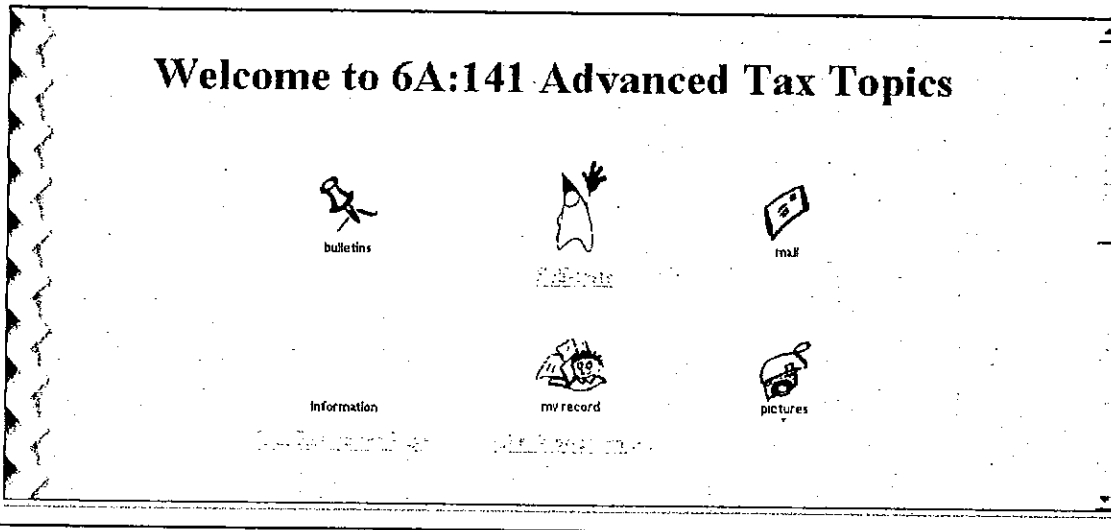 Welcome to 6A:141 Advanced Tax Topics
bulletins
mail
information
my record
pictures